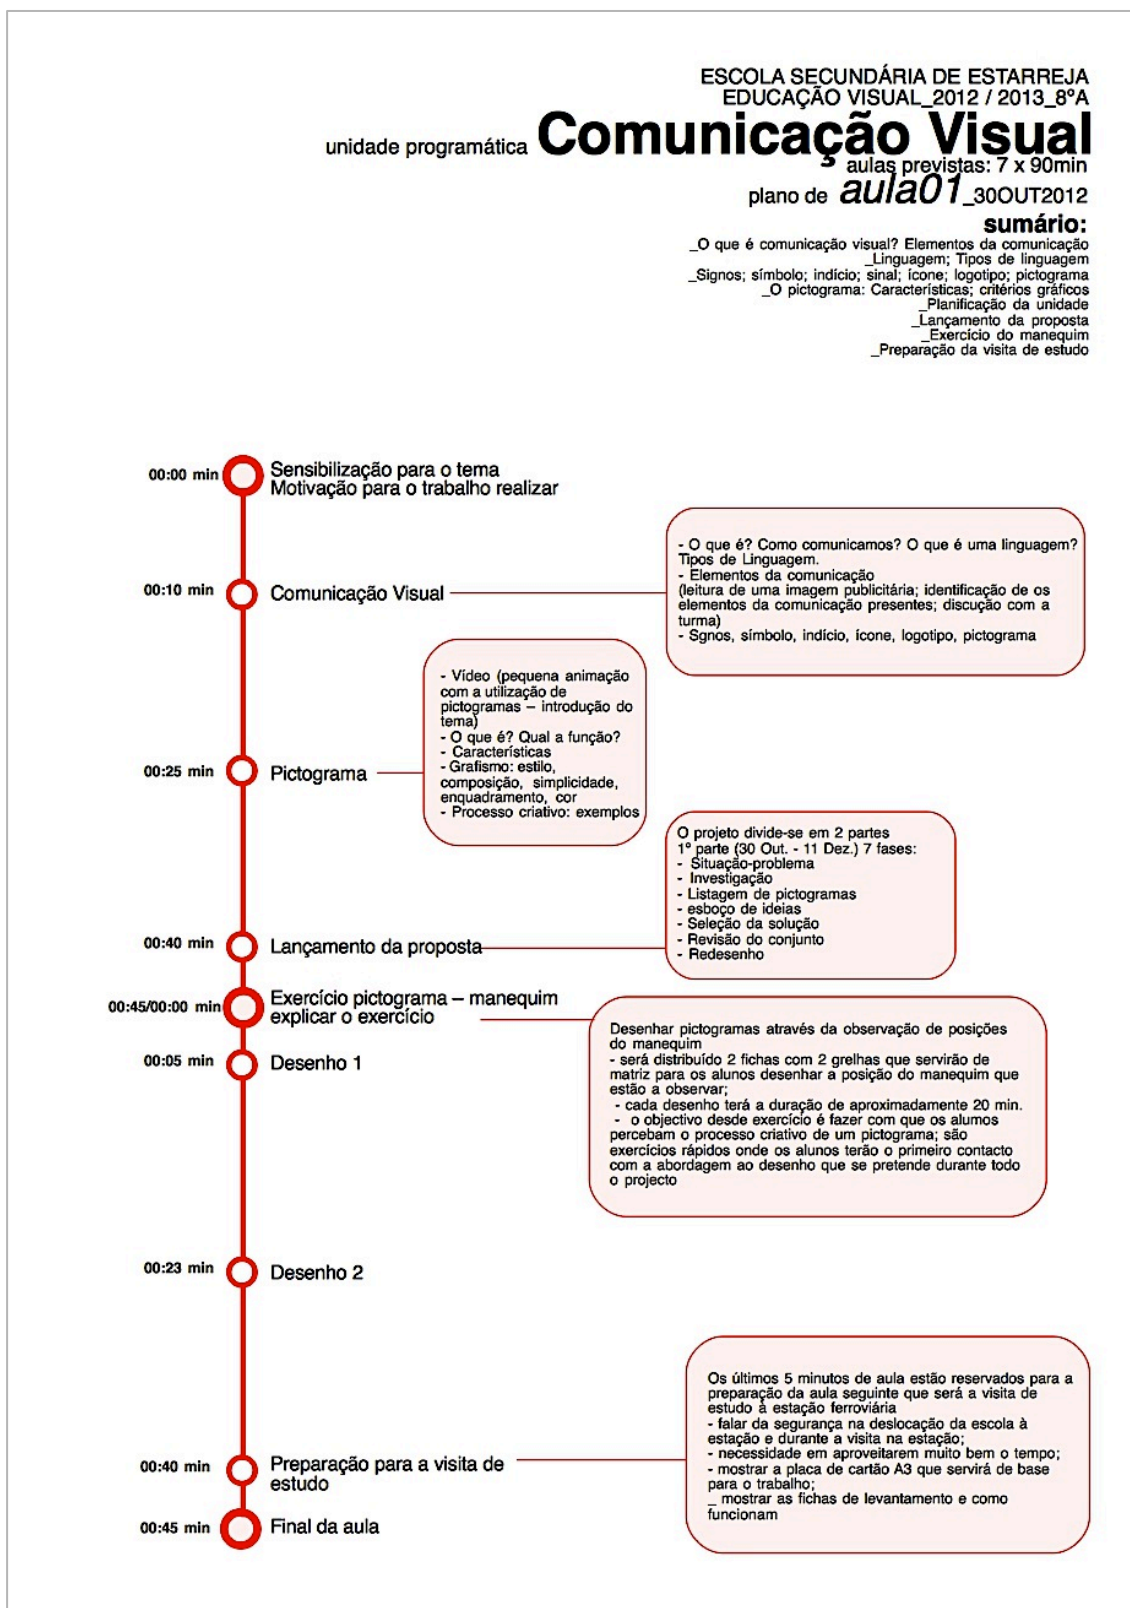 ESCOLA SECUNDÁRIA DE ESTARREJA
EDUCAÇÃO VISUAL_2012 / 2013_8ºA
unidade programática Comunicação Visual
aulas previstas: 7 x 90min
plano de aula01_30OUT2012
sumário:
_O que é comunicação visual? Elementos da comunicação
_Linguagem; Tipos de linguagem
_Signos; símbolo; indício; sinal; ícone; logotipo; pictograma
_O pictograma: Características; critérios gráficos
_Planificação da unidade
_Lançamento da proposta
_Exercício do manequim
_Preparação da visita de estudo
00:00 min
Sensibilização para o tema
Motivação para o trabalho realizar
00:10 min
Comunicação Visual
- O que é? Como comunicamos? O que é uma linguagem?
Tipos de Linguagem.
- Elementos da comunicação
(leitura de uma imagem publicitária; identificação de os
elementos da comunicação presentes; discução com a
turma)
- Sgnos, símbolo, indício, ícone, logotipo, pictograma
00:25 min
Pictograma
- Vídeo (pequena animação
com a utilização de
pictogramas – introdução do
tema)
- O que é? Qual a função?
- Características
- Grafismo: estilo,
composição, simplicidade,
enquadramento, cor
- Processo criativo: exemplos
00:40 min
Lançamento da proposta
O projeto divide-se em 2 partes
1º parte (30 Out. - 11 Dez.) 7 fases:
- Situação-problema
- Investigação
- Listagem de pictogramas
- esboço de ideias
- Seleção da solução
- Revisão do conjunto
- Redesenho
00:45/00:00 min
Exercício pictograma – manequim
explicar o exercício
Desenhar pictogramas através da observação de posições
do manequim
- será distribuído 2 fichas com 2 grelhas que servirão de
matriz para os alunos desenhar a posição do manequim que
estão a observar;
- cada desenho terá a duração de aproximadamente 20 min.
- o objectivo desde exercício é fazer com que os alumos
percebam o processo criativo de um pictograma; são
exercícios rápidos onde os alunos terão o primeiro contacto
com a abordagem ao desenho que se pretende durante todo
o projecto
00:05 min
Desenho 1
00:23 min
Desenho 2
00:40 min
Preparação para a visita de
estudo
Os últimos 5 minutos de aula estão reservados para a
preparação da aula seguinte que será a visita de
estudo à estação ferroviária
- falar da segurança na deslocação da escola à
estação e durante a visita na estação;
- necessidade em aproveitarem muito bem o tempo;
- mostrar a placa de cartão A3 que servirá de base
para o trabalho;
_ mostrar as fichas de levantamento e como
funcionam
00:45 min
Final da aula